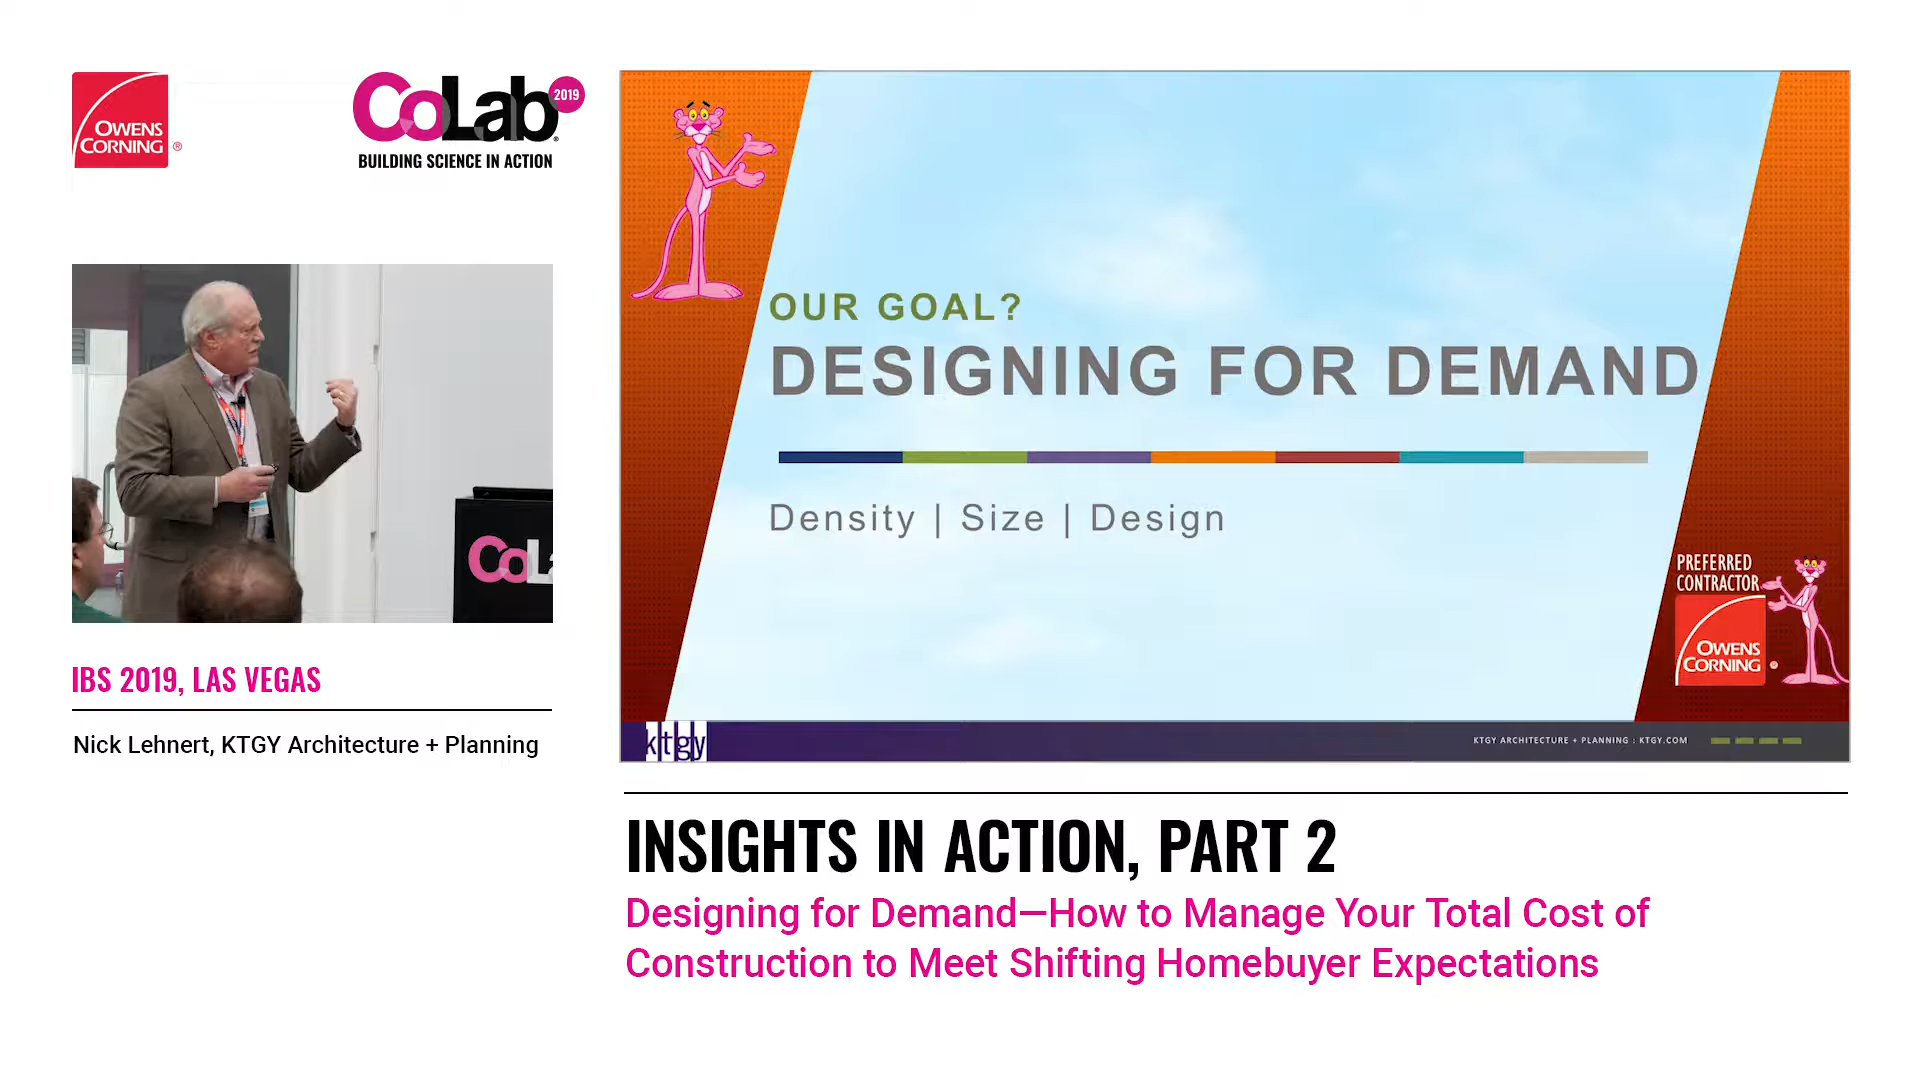 OWENS
CORNING ®
CoLab 2019
BUILDING SCIENCE IN ACTION
CoLa
IBS 2019, LAS VEGAS
Nick Lehnert, KTGY Architecture + Planning
OUR GOAL?
DESIGNING FOR DEMAND
Density | Size | Design
PREFERRED
CONTRACTOR
OWENS
CORNING ®
ktgy
KTGY ARCHITECTURE + PLANNING : KTGY.COM
INSIGHTS IN ACTION, PART 2
Designing for Demand—How to Manage Your Total Cost of
Construction to Meet Shifting Homebuyer Expectations